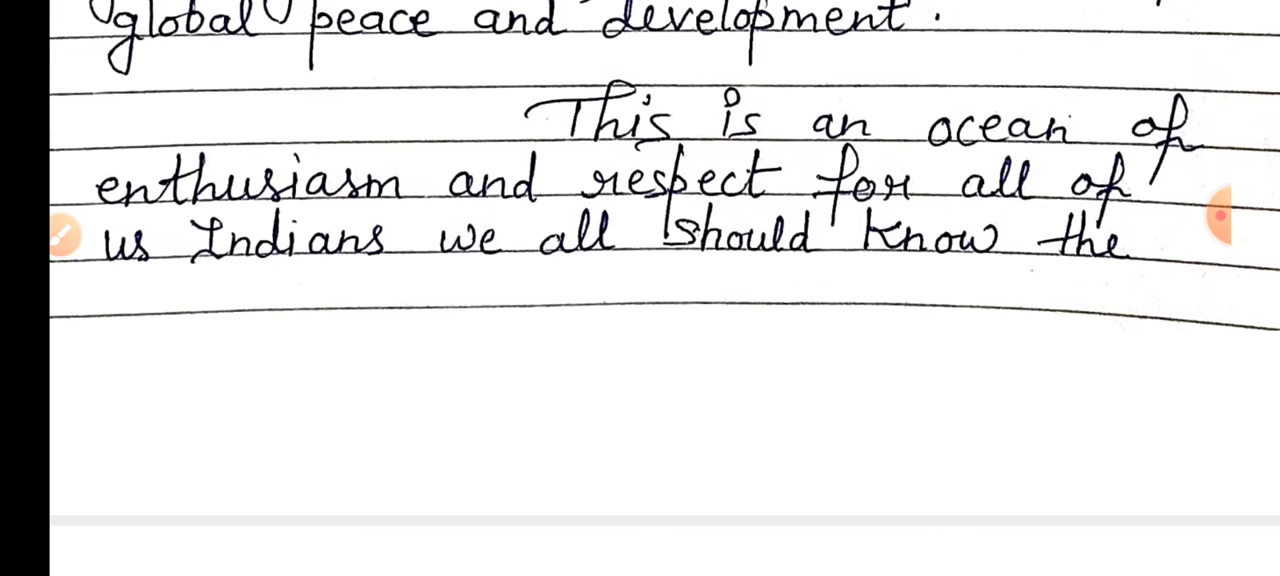 global peace and development.
This is an ocean of
enthusiasm and respect for all of
us Indians we all should know the